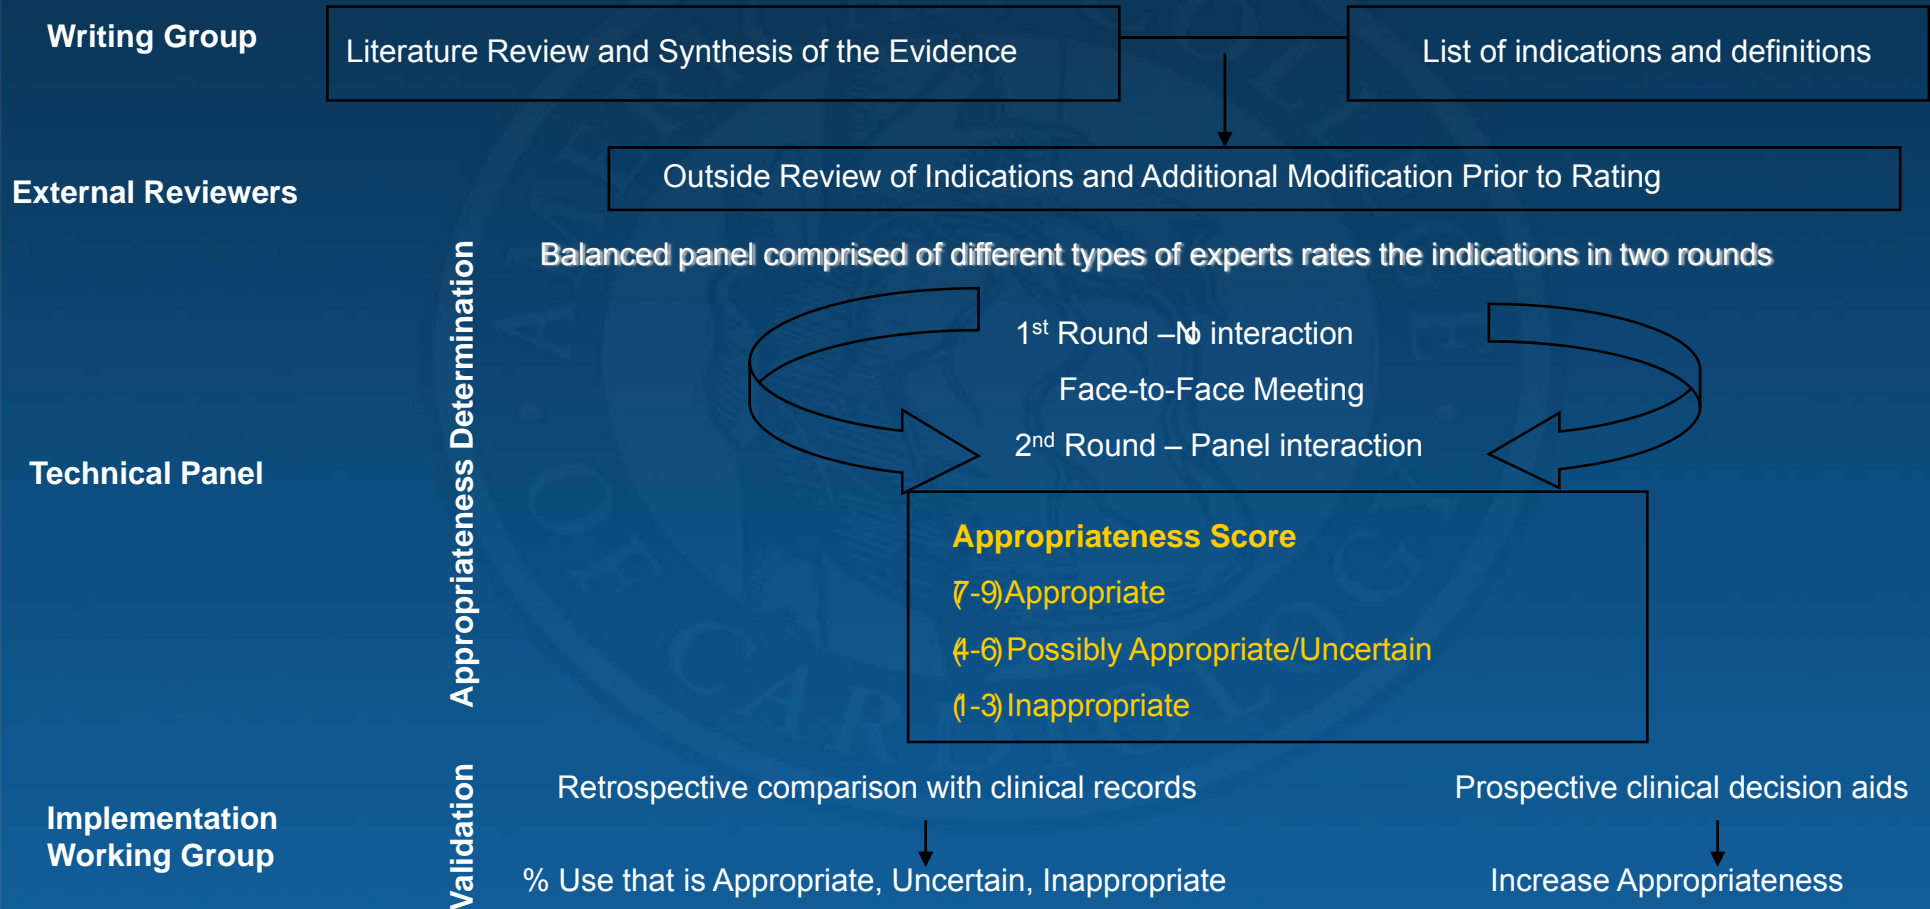 Writing Group
Literature Review and Synthesis of the Evidence
List of indications and definitions
External Reviewers
Outside Review of Indications and Additional Modification Prior to Rating
Appropriateness Determination
Balanced panel comprised of different types of experts rates the indications in two rounds
1st Round –No interaction
Face-to-Face Meeting
2nd Round – Panel interaction
Technical Panel
Appropriateness Score
(7-9) Appropriate
(4-6) Possibly Appropriate/Uncertain
(1-3) Inappropriate
Implementation
Working Group
Validation
Retrospective comparison with clinical records
Prospective clinical decision aids
% Use that is Appropriate, Uncertain, Inappropriate
Increase Appropriateness
AMERICAN COLLEGE
OF CARDIOLOGY